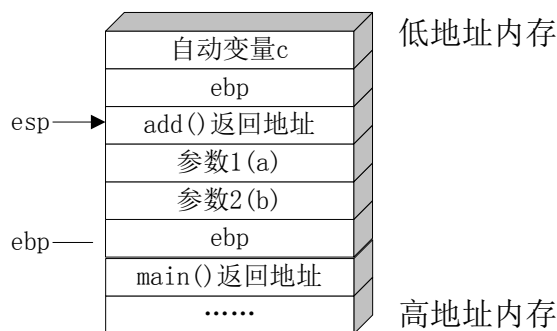 低地址内存
自动变量c
ebp
esp
add()返回地址
参数1(a)
参数2(b)
ebp
ebp
main()返回地址
……
高地址内存